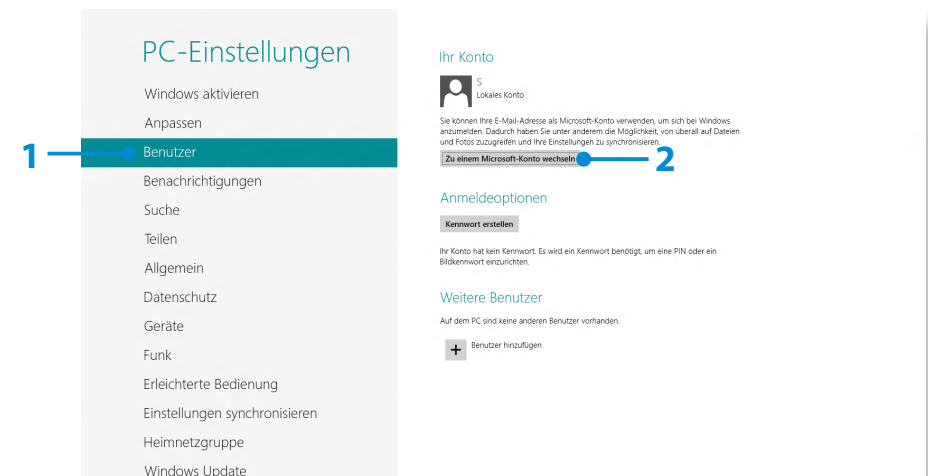 PC-Einstellungen
Windows aktivieren
Anpassen
1
Benutzer
Benachrichtigungen
Suche
Teilen
Allgemein
Datenschutz
Geräte
Funk
Erleichterte Bedienung
Einstellungen synchronisieren
Heimnetzgruppe
Windows Update
Ihr Konto
S
Lokales Konto
Sie können Ihre E-Mail-Adresse als Microsoft-Konto verwenden, um sich bei Windows
anzumelden. Dadurch haben Sie unter anderem die Möglichkeit, von überall auf Dateien
und Fotos zuzugreifen und Ihre Einstellungen zu synchronisieren.
Zu einem Microsoft-Konto wechseln
2
Anmeldeoptionen
Kennwort erstellen
Ihr Konto hat kein Kennwort. Es wird ein Kennwort benötigt, um eine PIN oder ein
Bildkennwort einzurichten.
Weitere Benutzer
Auf dem PC sind keine anderen Benutzer vorhanden.
+ Benutzer hinzufügen